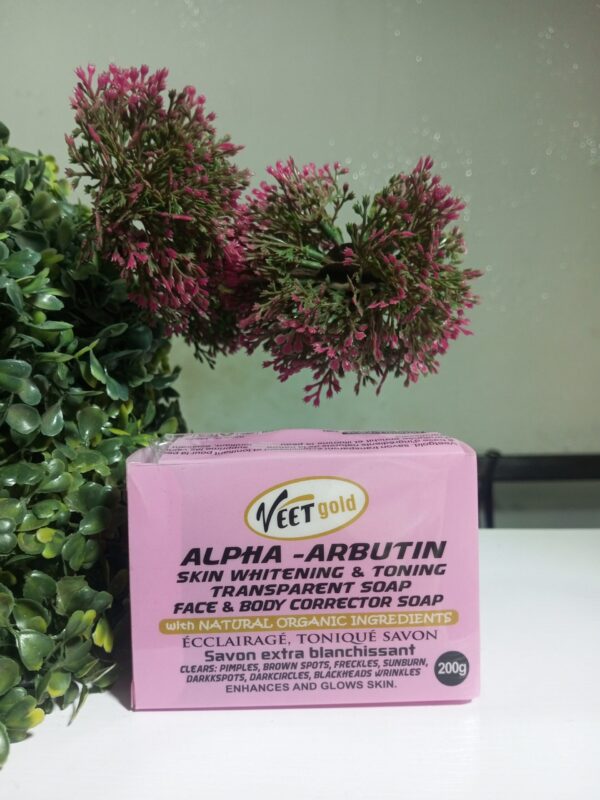 VEET gold
ALPHA -ARBUTIN
SKIN WHITENING & TONING
TRANSPARENT SOAP
FACE & BODY CORRECTOR SOAP
with NATURAL ORGANIC INGREDIENTS
ÉCCLAIRAGÉ, TONIQUÉ SAVON
Savon extra blanchissant
CLEARS: PIMPLES, BROWN SPOTS, FRECKLES, SUNBURN,
DARKKSPOTS, DARKCIRCLES, BLACKHEADS WRINKLES
ENHANCES AND GLOWS SKIN.
200g